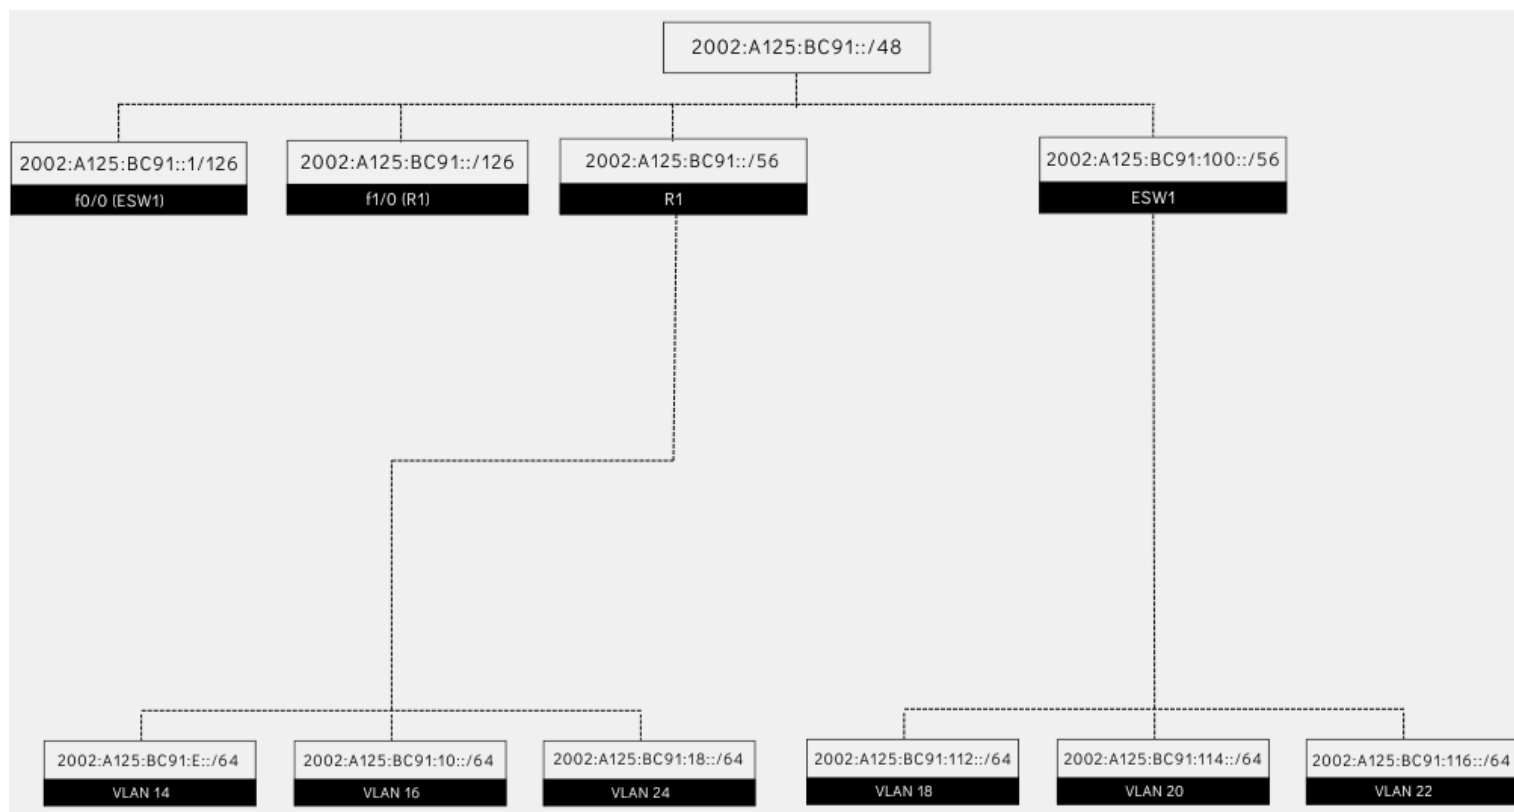 2002:A125:BC91::/48
2002:A125:BC91::1/126
f0/0 (ESW1)
2002:A125:BC91::/126
f1/0 (R1)
2002:A125:BC91::/56
R1
2002:A125:BC91:100::/56
ESW1
2002:A125:BC91:E::/64
VLAN 14
2002:A125:BC91:10::/64
VLAN 16
2002:A125:BC91:18::/64
VLAN 24
2002:A125:BC91:112::/64
VLAN 18
2002:A125:BC91:114::/64
VLAN 20
2002:A125:BC91:116::/64
VLAN 22